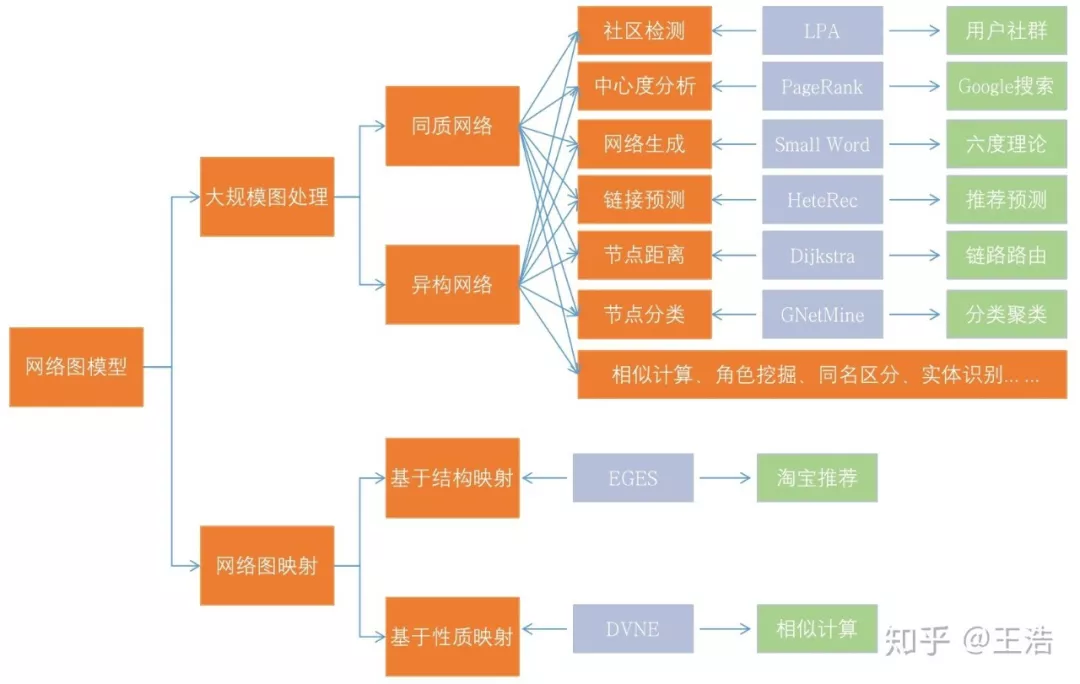 社区检测
LPA
用户社群
中心度分析
PageRank
Google搜索
同质网络
网络生成
Small Word
六度理论
大规模图处理
链接预测
HeteRec
推荐预测
节点距离
Dijkstra
链路路由
异构网络
节点分类
GNetMine
分类聚类
网络图模型
相似计算、角色挖掘、同名区分、实体识别... ...
基于结构映射
EGES
淘宝推荐
网络图映射
基于性质映射
DVNE
相似计算
知乎 @王浩